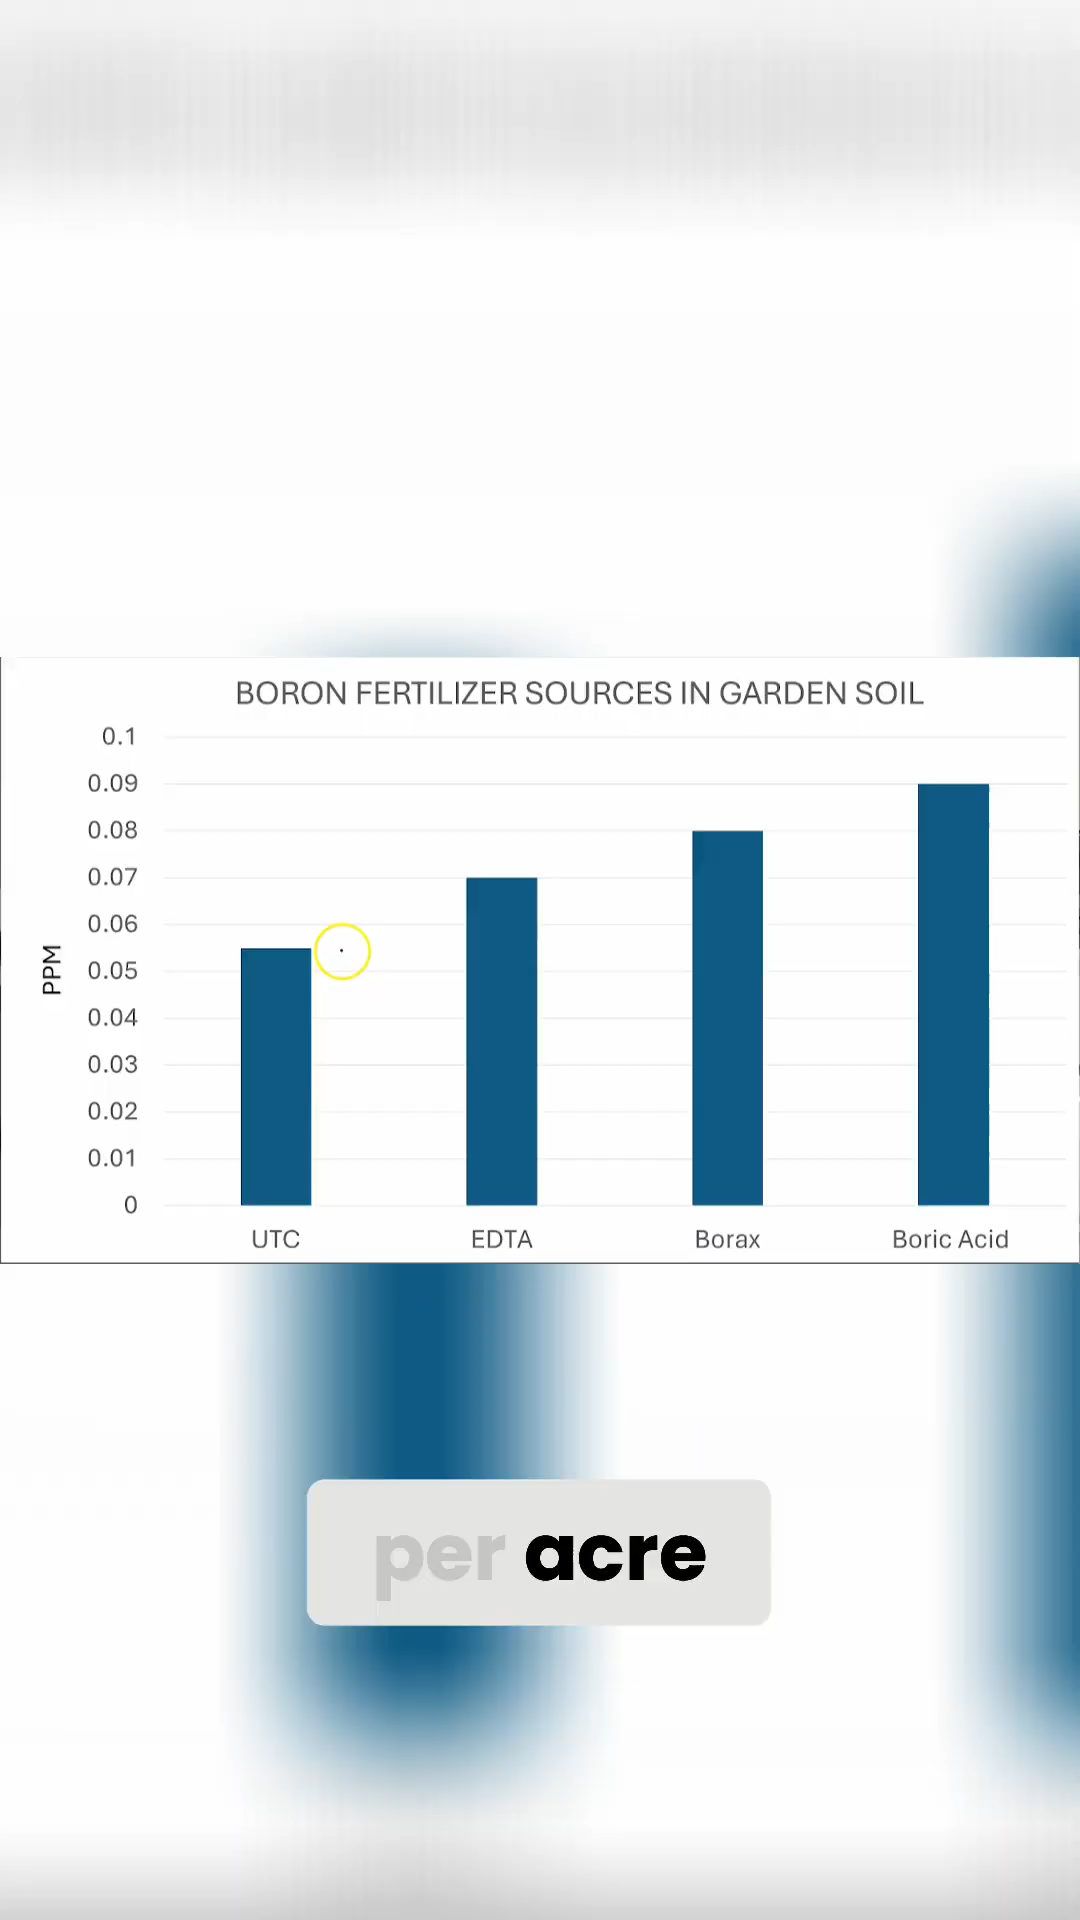 BORON FERTILIZER SOURCES IN GARDEN SOIL
0.1
0.09
0.08
0.07
0.06
0.05
0.04
0.03
0.02
0.01
0
PPM
UTC EDTA Borax Boric Acid
per acre